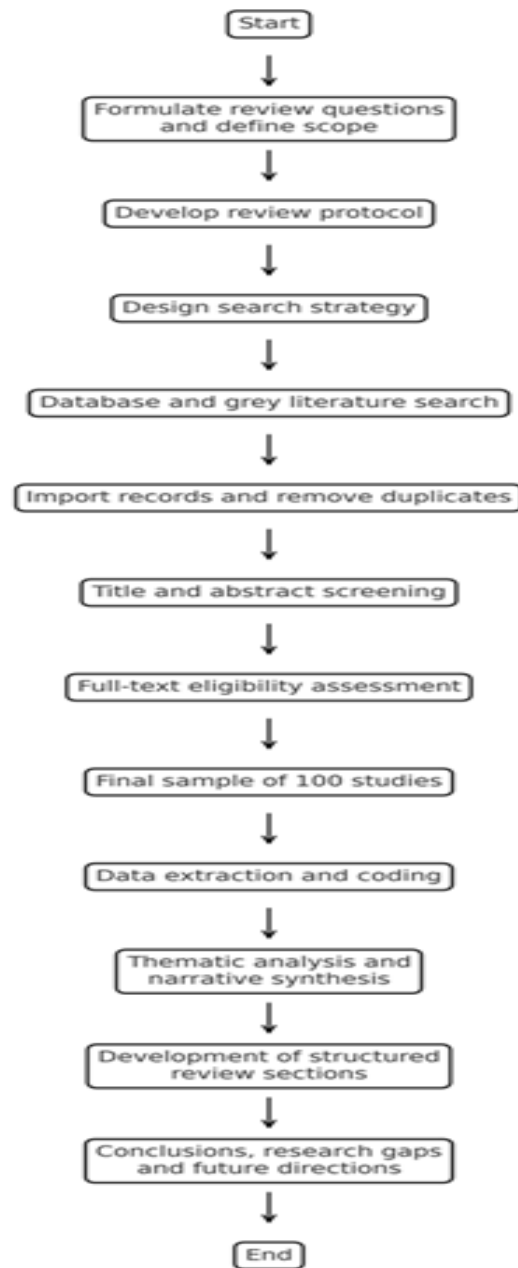 Start
Formulate review questions
and define scope
Develop review protocol
Design search strategy
Database and grey literature search
Import records and remove duplicates
Title and abstract screening
Full-text eligibility assessment
Final sample of 100 studies
Data extraction and coding
Thematic analysis and
narrative synthesis
Development of structured
review sections
Conclusions, research gaps
and future directions
End